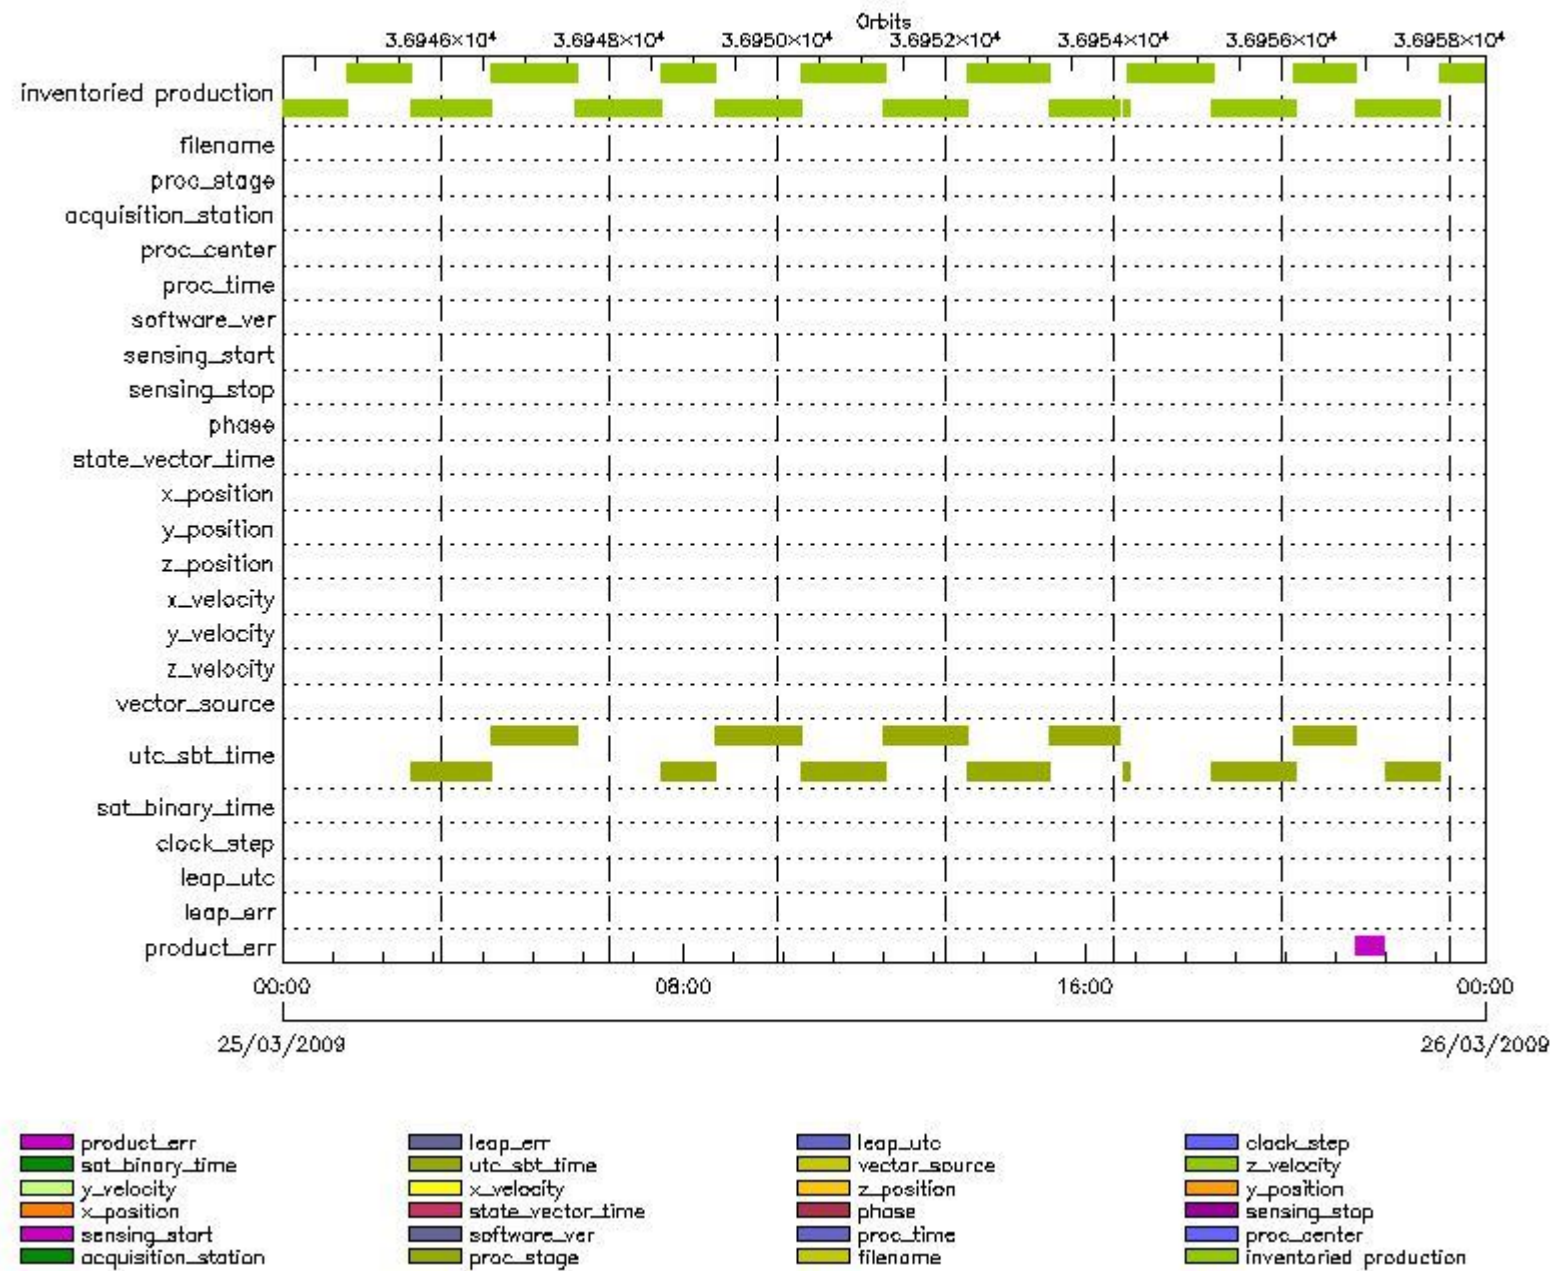 Orbits
3.6946×10⁴ 3.6948×10⁴ 3.6950×10⁴ 3.6952×10⁴ 3.6954×10⁴ 3.6956×10⁴ 3.6958×10⁴
inventoried production
filename
proc_stage
acquisition_station
proc_center
proc_time
software_ver
sensing_start
sensing_stop
phase
state_vector_time
x_position
y_position
z_position
x_velocity
y_velocity
z_velocity
vector_source
utc_sbt_time
sat_binary_time
clock_step
leap_utc
leap_err
product_err
00:00 08:00 16:00 00:00
25/03/2009 26/03/2009
product_err leap_err leap_utc clock_step
sat_binary_time utc_sbt_time vector_source z_velocity
y_velocity x_velocity z_position y_position
x_position state_vector_time phase sensing_stop
sensing_start software_ver proc_time proc_center
acquisition_station proc_stage filename inventoried production